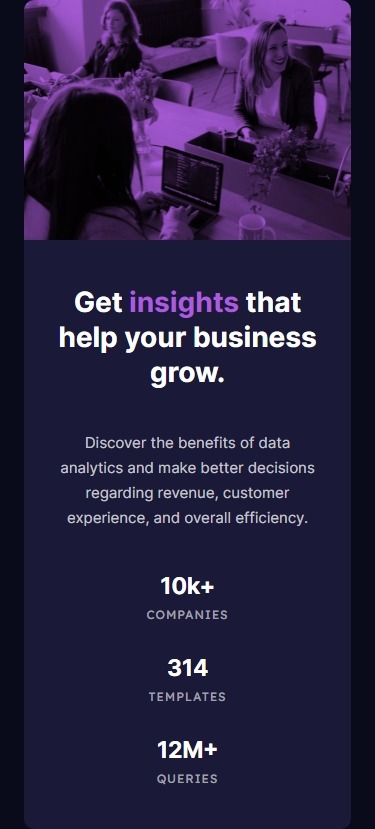 Get insights that
help your business
grow.
Discover the benefits of data
analytics and make better decisions
regarding revenue, customer
experience, and overall efficiency.
10k+
COMPANIES
314
TEMPLATES
12M+
QUERIES